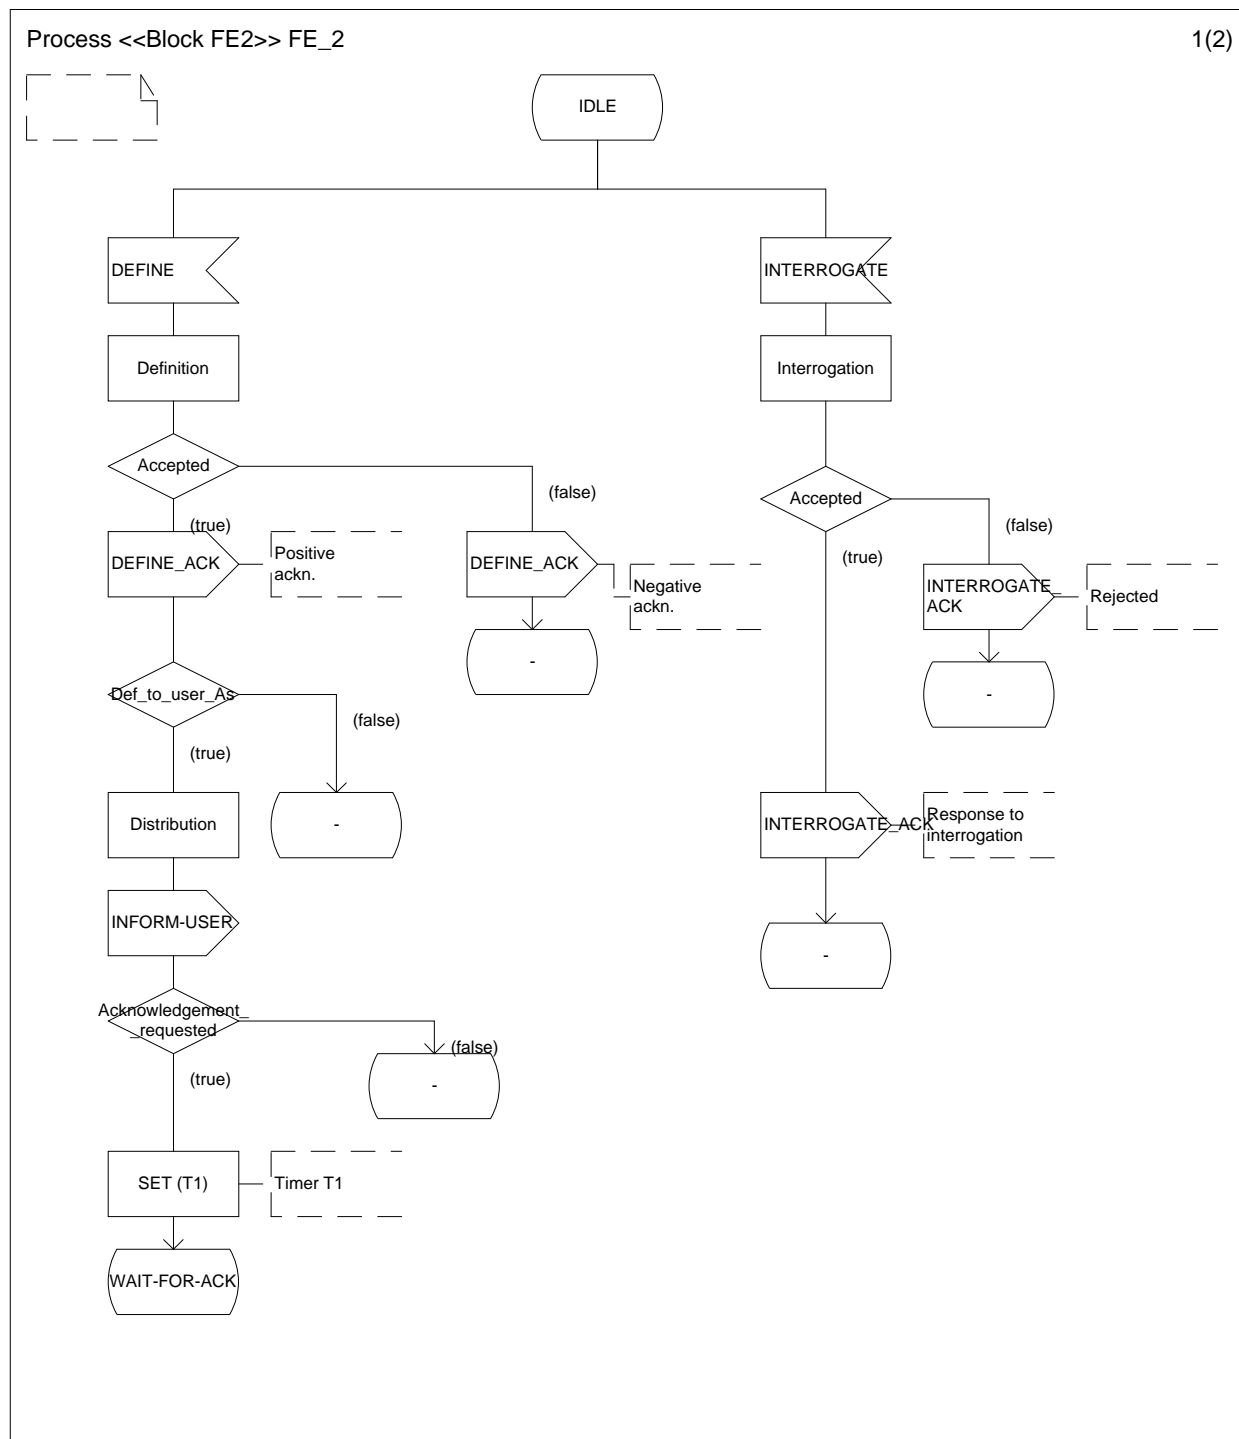 Process <<Block FE2>> FE_2
1(2)
IDLE
DEFINE
INTERROGATE
Definition
Interrogation
Accepted
(false)
Accepted
(true)
(false)
DEFINE_ACK
Positive
ackn.
DEFINE_ACK
Negative
ackn.
(true)
INTERROGATE_
ACK
Rejected
-
-
Def_to_user_As
(false)
(true)
Distribution
-
INTERROGATE_ACK
Response to
interrogation
INFORM-USER
-
Acknowledgement_
_requested
(false)
(true)
-
SET (T1)
Timer T1
WAIT-FOR-ACK